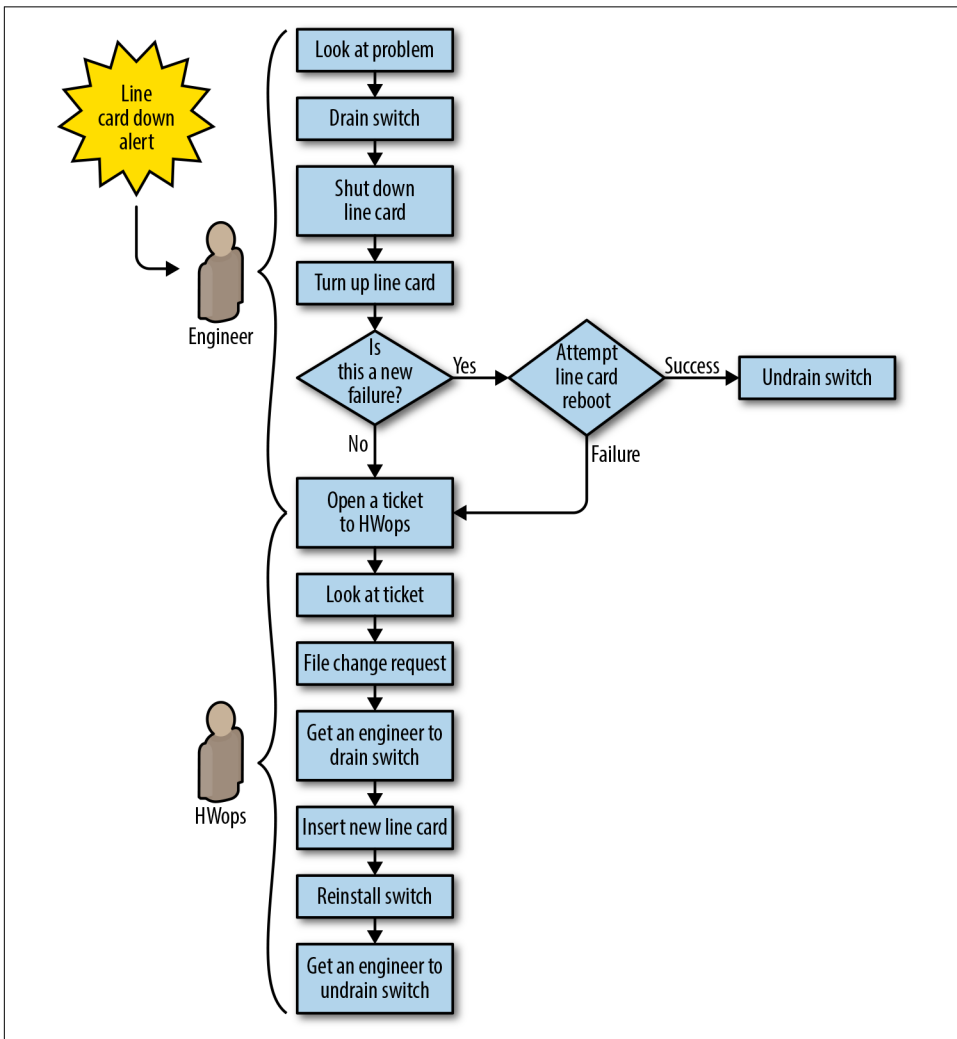 Line
card down
alert
Engineer
Look at problem
Drain switch
Shut down
line card
Turn up line card
Is
this a new
failure?
Yes
Attempt
line card
reboot
Success
Undrain switch
No
Failure
Open a ticket
to HWops
Look at ticket
File change request
Get an engineer to
drain switch
HWops
Insert new line card
Reinstall switch
Get an engineer to
undrain switch